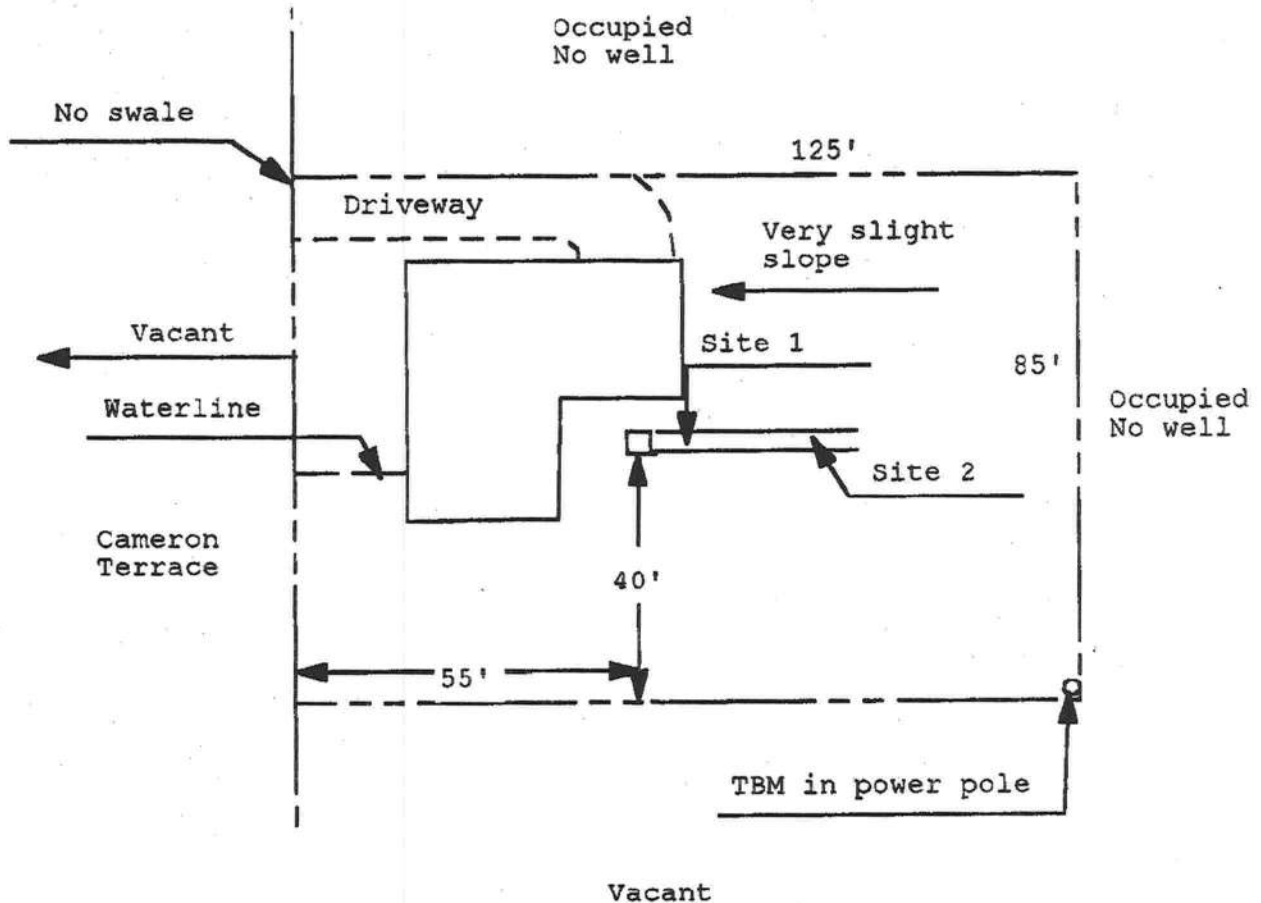 Occupied
No well
No swale
125'
Driveway
Very slight
slope
Vacant
Site 1
85'
Waterline
Occupied
No well
Site 2
Cameron
Terrace
40'
55'
TBM in power pole
Vacant